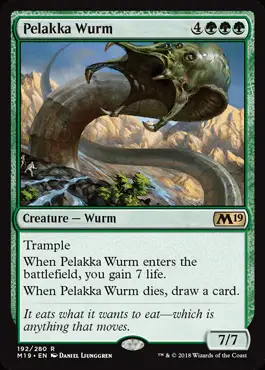 Pelakka Wurm 4
Creature — Wurm M19
Trample
When Pelakka Wurm enters the
battlefield, you gain 7 life.
When Pelakka Wurm dies, draw a card.
It eats what it wants to eat—which is
anything that moves.
7/7
192/280 R
M19 • EN Daniel Ljunggren ™ & © 2018 Wizards of the Coast